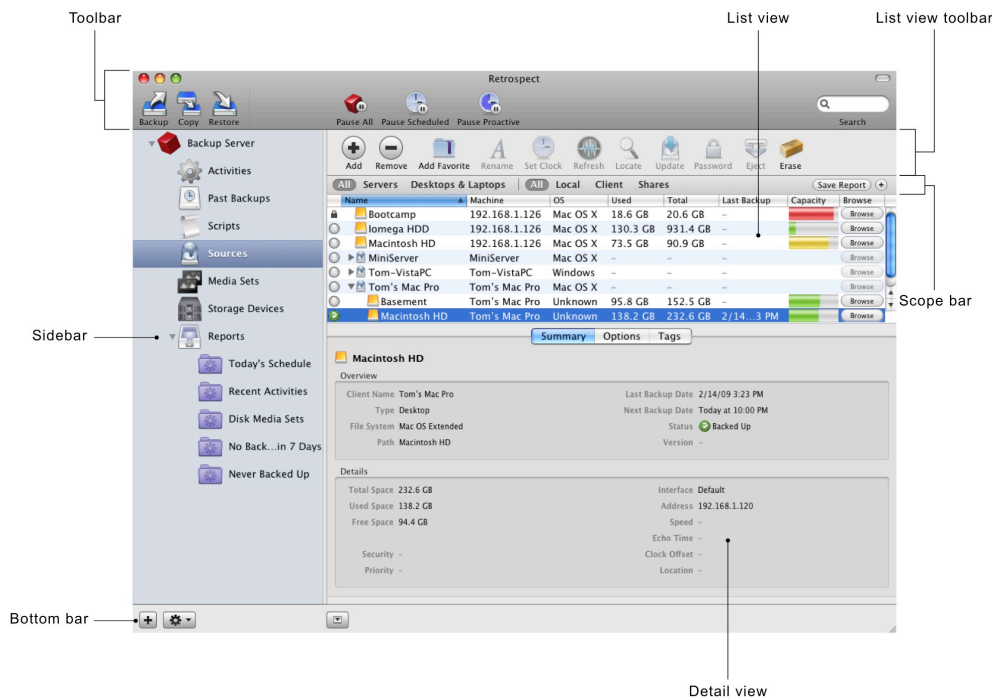 Toolbar
List view
List view toolbar
Retrospect
Backup Copy Restore
Pause All Pause Scheduled Pause Proactive
Search
Backup Server
Activities
Past Backups
Scripts
Sources
Media Sets
Storage Devices
Sidebar
Reports
Today's Schedule
Recent Activities
Disk Media Sets
No Back...in 7 Days
Never Backed Up
Add Remove Add Favorite Rename Set Clock Refresh Locate Update Password Eject Erase
All Servers Desktops & Laptops All Local Client Shares Save Report
Name Machine OS Used Total Last Backup Capacity Browse
Bootcamp 192.168.1.126 Mac OS X 18.6 GB 20.6 GB – Browse
Iomega HDD 192.168.1.126 Mac OS X 130.3 GB 931.4 GB – Browse
Macintosh HD 192.168.1.126 Mac OS X 73.5 GB 90.9 GB – Browse
MiniServer MiniServer Mac OS X – – – Browse
Tom-VistaPC Tom-VistaPC Windows – – – Browse
Tom's Mac Pro Tom's Mac Pro Mac OS X – – – Browse
Basement Tom's Mac Pro Unknown 95.8 GB 152.5 GB – Browse
Macintosh HD Tom's Mac Pro Unknown 138.2 GB 232.6 GB 2/14...3 PM Browse
Scope bar
Summary Options Tags
Macintosh HD
Overview
Client Name Tom's Mac Pro Last Backup Date 2/14/09 3:23 PM
Type Desktop Next Backup Date Today at 10:00 PM
File System Mac OS Extended Status Backed Up
Path Macintosh HD Version –
Details
Total Space 232.6 GB Interface Default
Used Space 138.2 GB Address 192.168.1.120
Free Space 94.4 GB Speed –
Echo Time –
Security – Clock Offset –
Priority – Location –
Bottom bar
Detail view